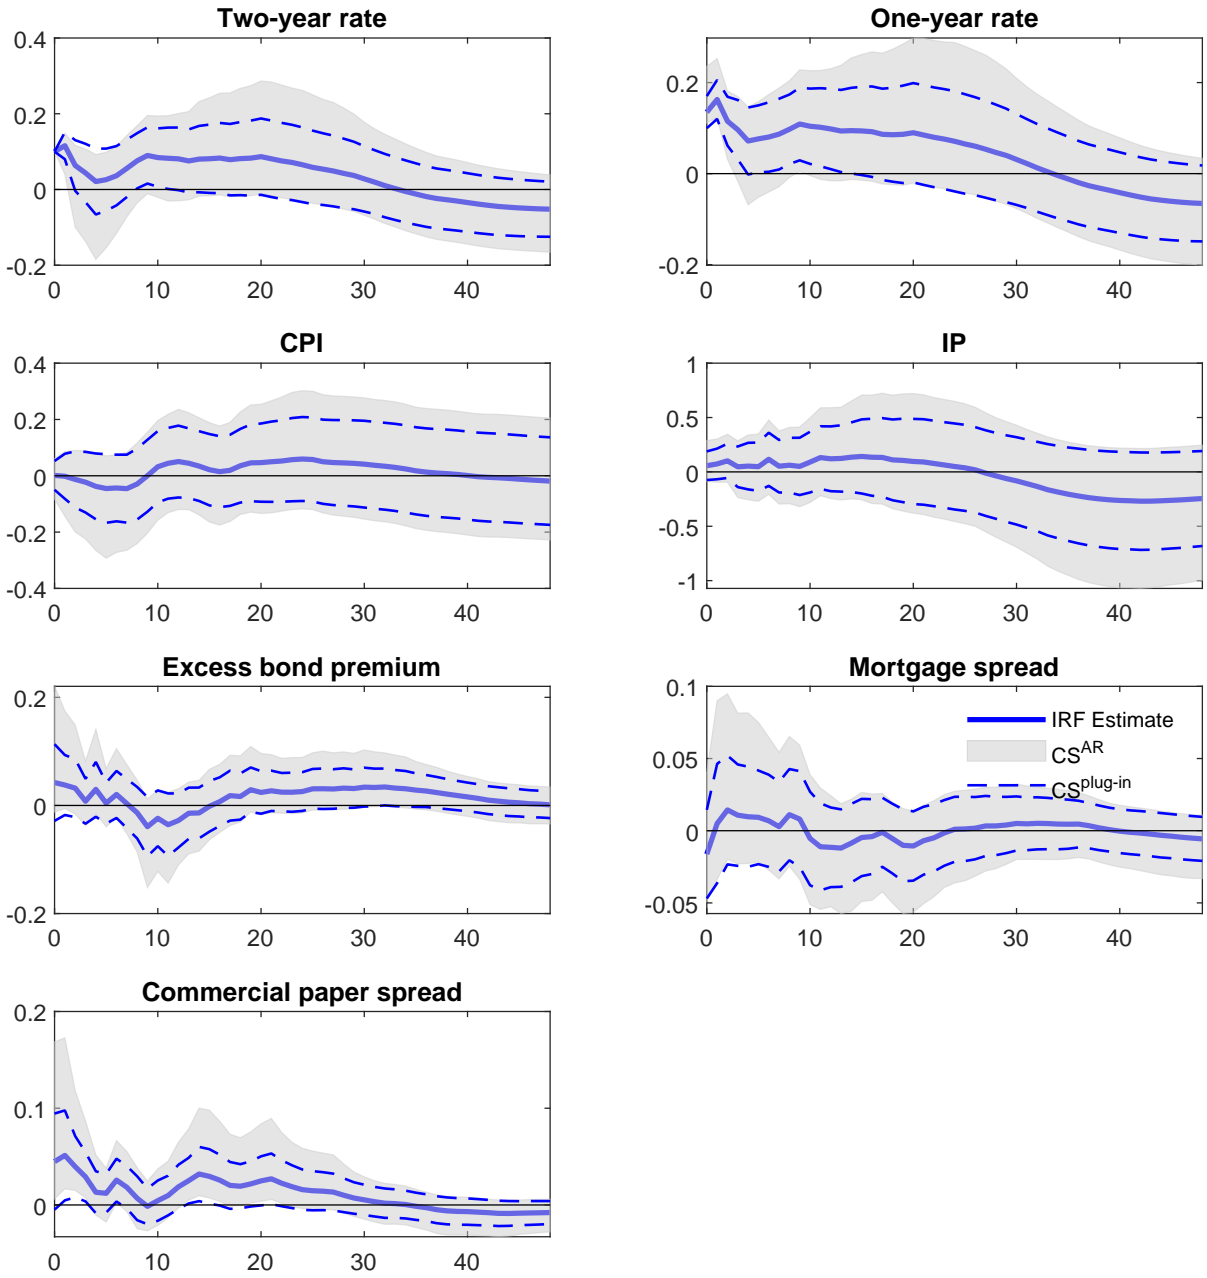 Two-year rate
0.4
0.2
0
-0.2
0 10 20 30 40
One-year rate
0.2
0
-0.2
0 10 20 30 40
CPI
0.4
0.2
0
-0.2
-0.4
0 10 20 30 40
IP
1
0.5
0
-0.5
-1
0 10 20 30 40
Excess bond premium
0.2
0
-0.2
0 10 20 30 40
Mortgage spread
0.1
0.05
0
-0.05
0 10 20 30 40
IRF Estimate
CS^AR
CS^plug-in
Commercial paper spread
0.2
0.1
0
0 10 20 30 40